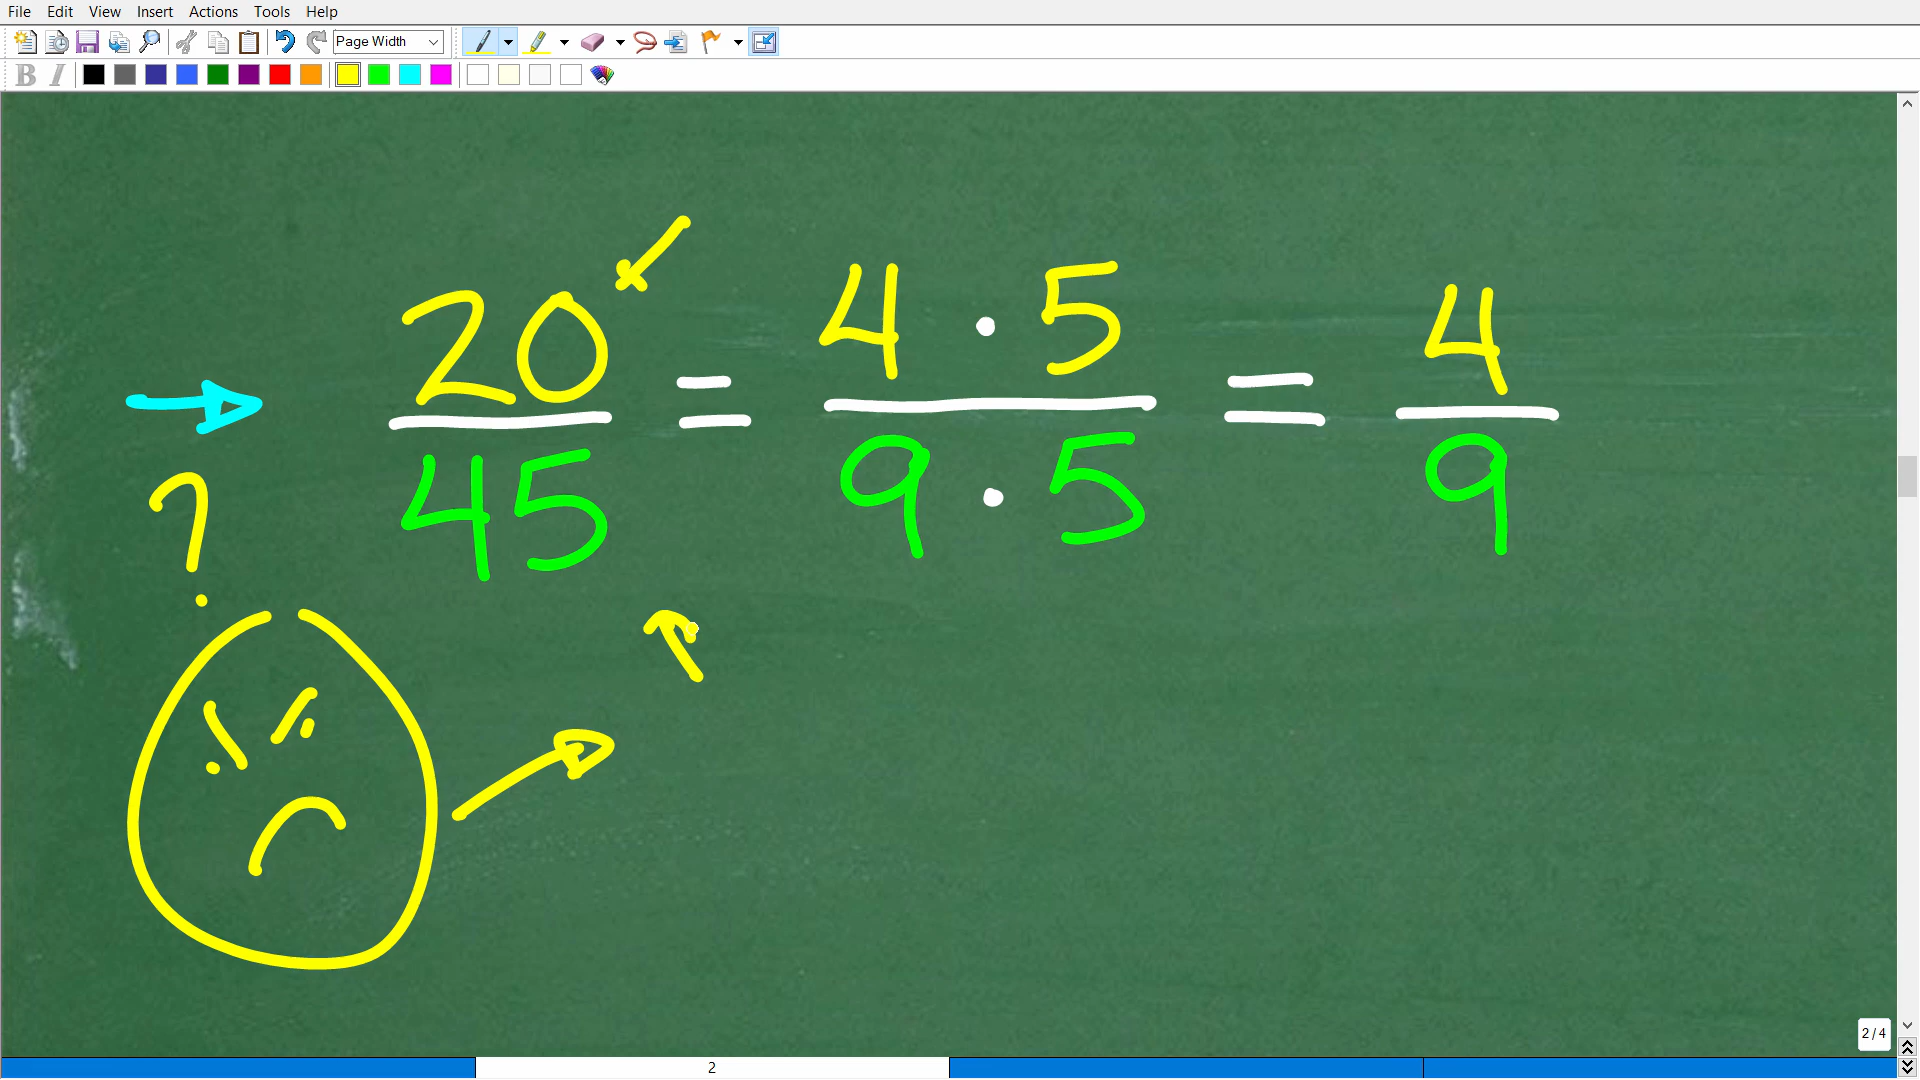 File Edit View Insert Actions Tools Help
Page Width
B I
20/45 = 4 · 5/9 · 5 = 4/9
?
2 / 4
2